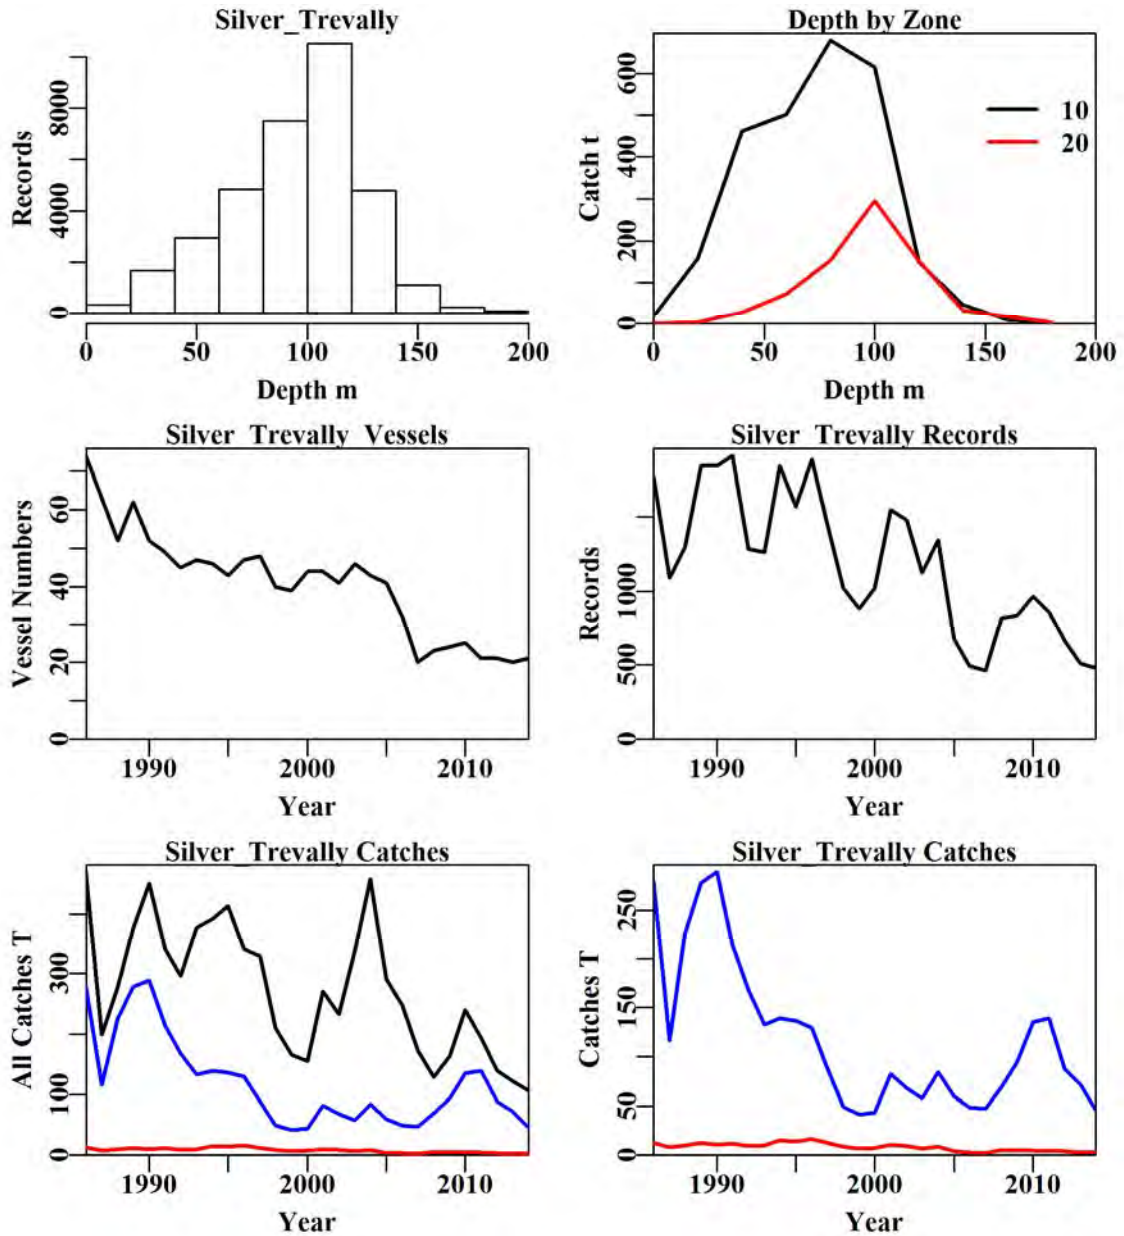 Silver_Trevally
Records
0
4000
8000
0 50 100 150 200
Depth m
Depth by Zone
Catch t
0
200
400
600
10
20
0 50 100 150 200
Depth m
Silver_Trevally_Vessels
Vessel Numbers
0
20
40
60
1990 2000 2010
Year
Silver_Trevally Records
Records
0
500
1000
1990 2000 2010
Year
Silver_Trevally Catches
All Catches T
0
100
300
1990 2000 2010
Year
Silver_Trevally Catches
Catches T
0
50
150
250
1990 2000 2010
Year